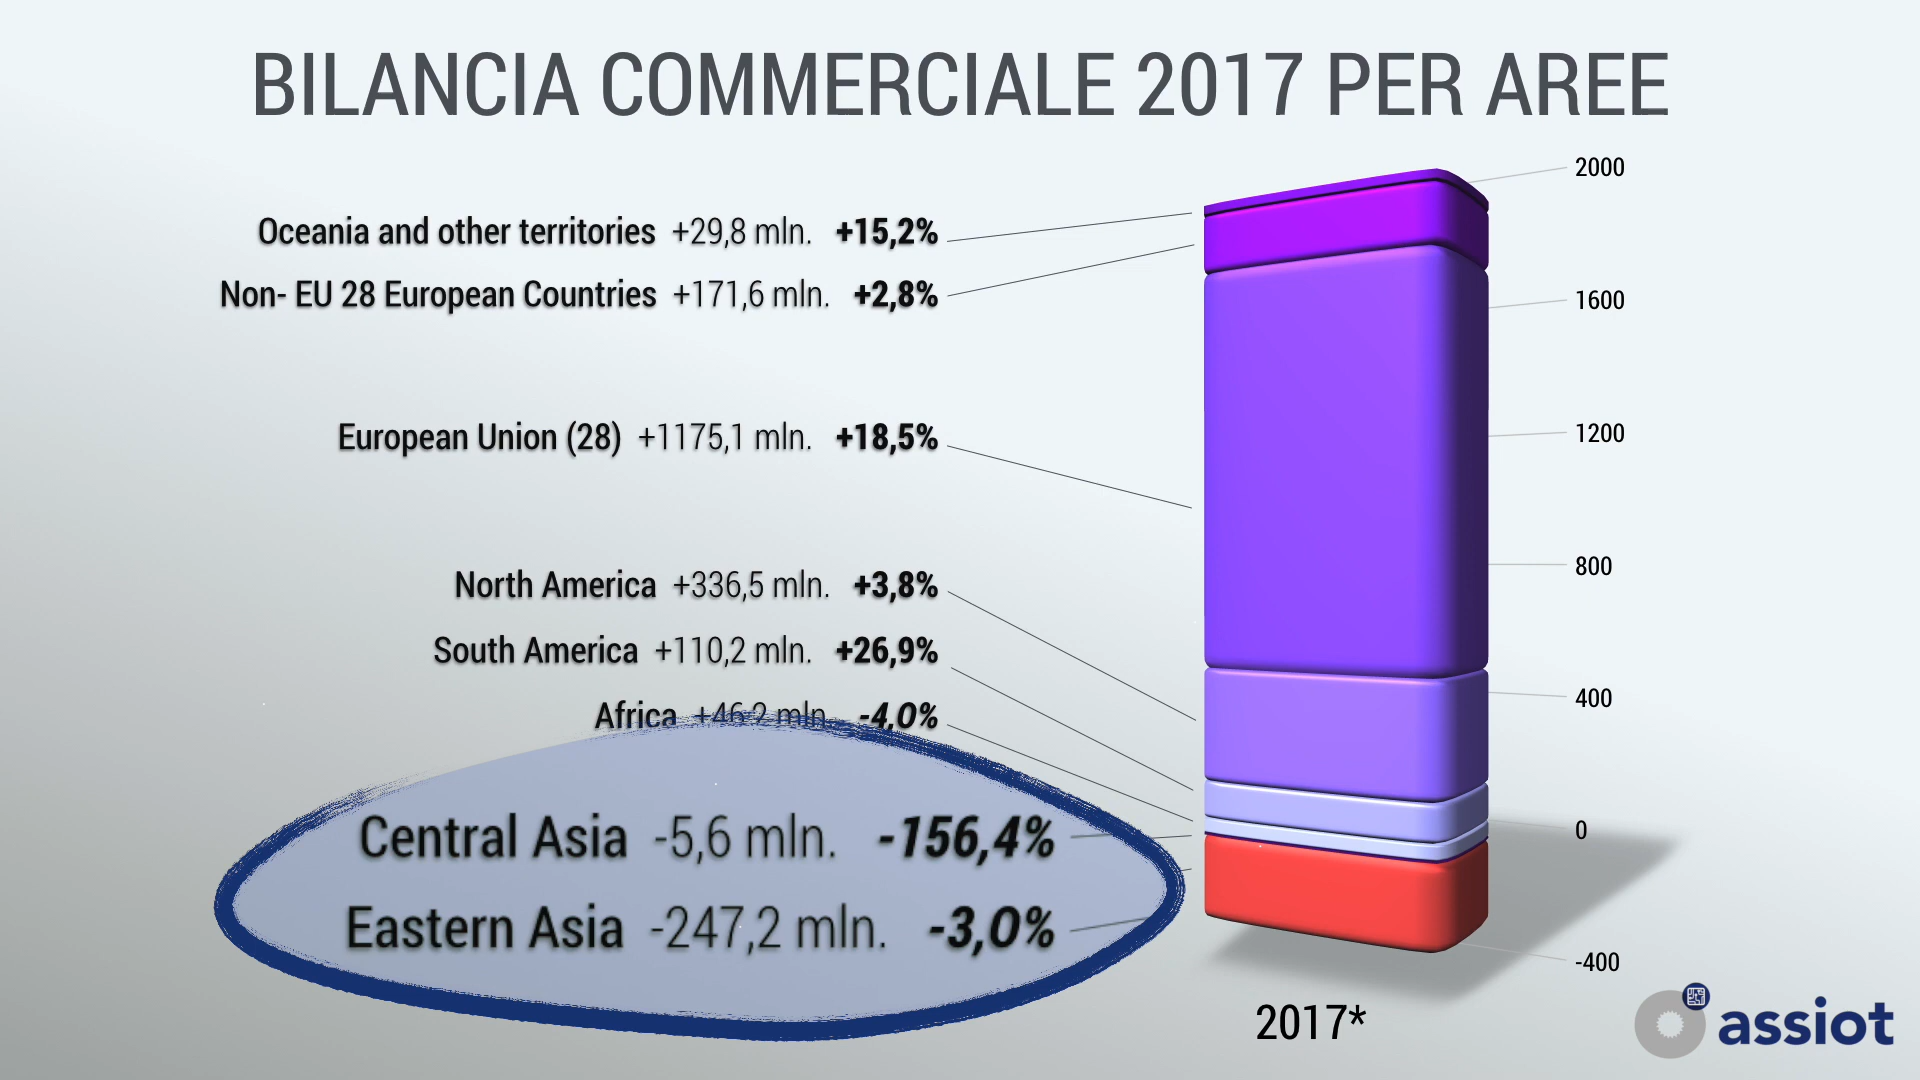 BILANCIA COMMERCIALE 2017 PER AREE
Oceania and other territories +29,8 mln. +15,2%
Non- EU 28 European Countries +171,6 mln. +2,8%
European Union (28) +1175,1 mln. +18,5%
North America +336,5 mln. +3,8%
South America +110,2 mln. +26,9%
Africa +46,2 mln. -4,0%
Central Asia -5,6 mln. -156,4%
Eastern Asia -247,2 mln. -3,0%
2000
1600
1200
800
400
0
-400
2017*
assiot